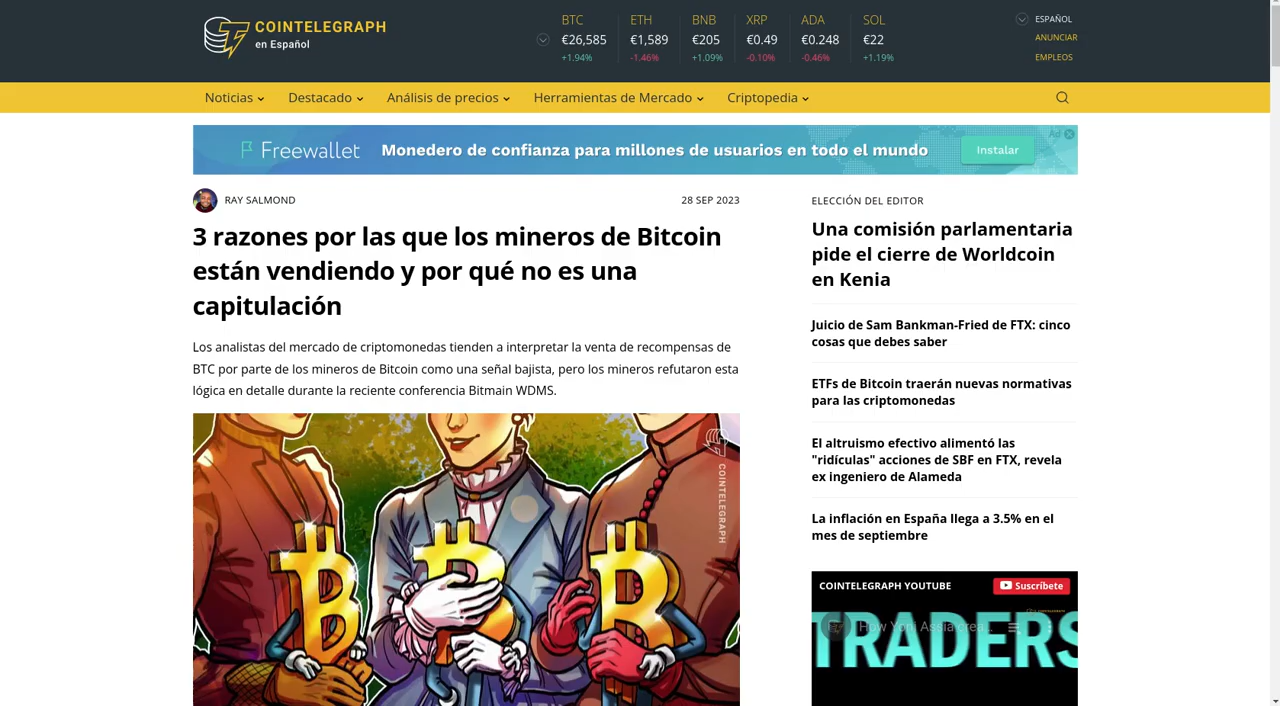 COINTELEGRAPH
en Español
BTC
€26,585
+1.94%
ETH
€1,589
-1.46%
BNB
€205
+1.09%
XRP
€0.49
-0.10%
ADA
€0.248
-0.46%
SOL
€22
+1.19%
ESPAÑOL
ANUNCIAR
EMPLEOS
Noticias
Destacado
Análisis de precios
Herramientas de Mercado
Criptopedia
Freewallet
Monedero de confianza para millones de usuarios en todo el mundo
Instalar
Ad
RAY SALMOND
28 SEP 2023
3 razones por las que los mineros de Bitcoin
están vendiendo y por qué no es una
capitulación
Los analistas del mercado de criptomonedas tienden a interpretar la venta de recompensas de
BTC por parte de los mineros de Bitcoin como una señal bajista, pero los mineros refutaron esta
lógica en detalle durante la reciente conferencia Bitmain WDMS.
COINTELEGRAPH
ELECCIÓN DEL EDITOR
Una comisión parlamentaria
pide el cierre de Worldcoin
en Kenia
Juicio de Sam Bankman-Fried de FTX: cinco
cosas que debes saber
ETFs de Bitcoin traerán nuevas normativas
para las criptomonedas
El altruismo efectivo alimentó las
"ridículas" acciones de SBF en FTX, revela
ex ingeniero de Alameda
La inflación en España llega a 3.5% en el
mes de septiembre
COINTELEGRAPH YOUTUBE
Suscríbete
How Yoni Assia crea...
TRADERS